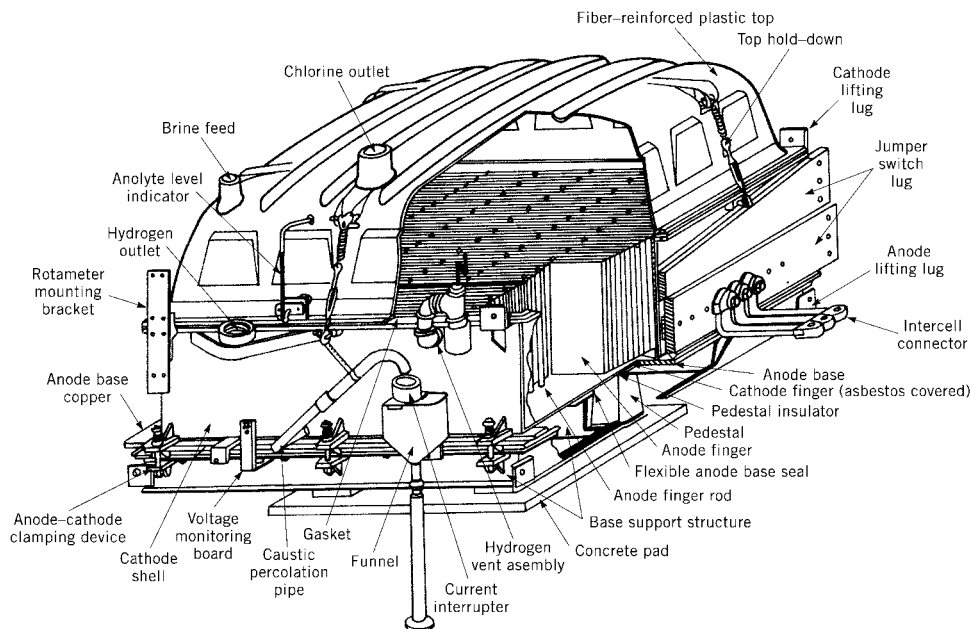 Fiber–reinforced plastic top
Top hold–down
Cathode
lifting
lug
Chlorine outlet
Brine feed
Jumper
switch
lug
Anolyte level
indicator
Hydrogen
outlet
Rotameter
mounting
bracket
Anode
lifting lug
Intercell
connector
Anode base
copper
Anode base
Cathode finger (asbestos covered)
Pedestal insulator
Pedestal
Anode finger
Flexible anode base seal
Anode finger rod
Base support structure
Concrete pad
Anode–cathode
clamping device
Cathode
shell
Voltage
monitoring
board
Caustic
percolation
pipe
Gasket
Funnel
Current
interrupter
Hydrogen
vent asembly